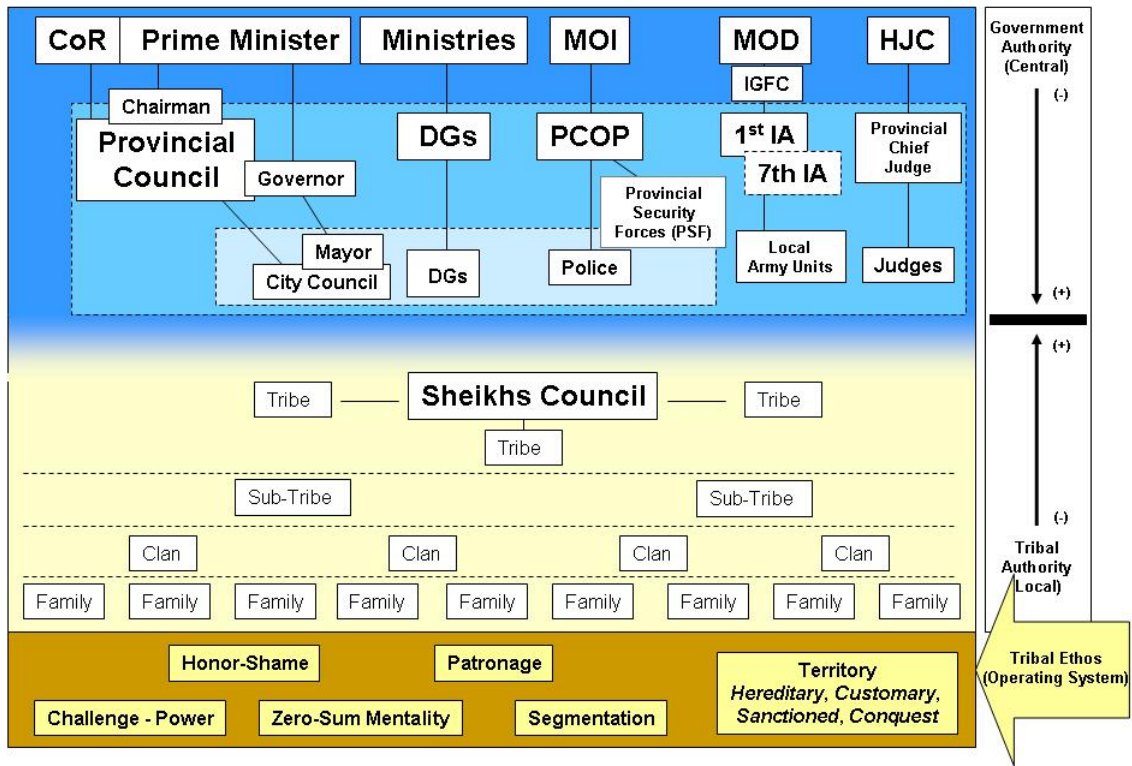 CoR
Prime Minister
Ministries
MOI
MOD
HJC
Government
Authority
(Central)
IGFC
(-)
Chairman
Provincial
Council
Governor
DGs
PCOP
1st IA
7th IA
Provincial
Chief
Judge
Provincial
Security
Forces (PSF)
Mayor
City Council
DGs
Police
Local
Army Units
Judges
(+)
(+)
Tribe
Sheikhs Council
Tribe
Tribe
Sub-Tribe
Sub-Tribe
(-)
Clan
Clan
Clan
Clan
Tribal
Authority
(Local)
Family
Family
Family
Family
Family
Family
Family
Family
Family
Honor-Shame
Patronage
Territory
Hereditary, Customary,
Sanctioned, Conquest
Tribal Ethos
(Operating System)
Challenge - Power
Zero-Sum Mentality
Segmentation